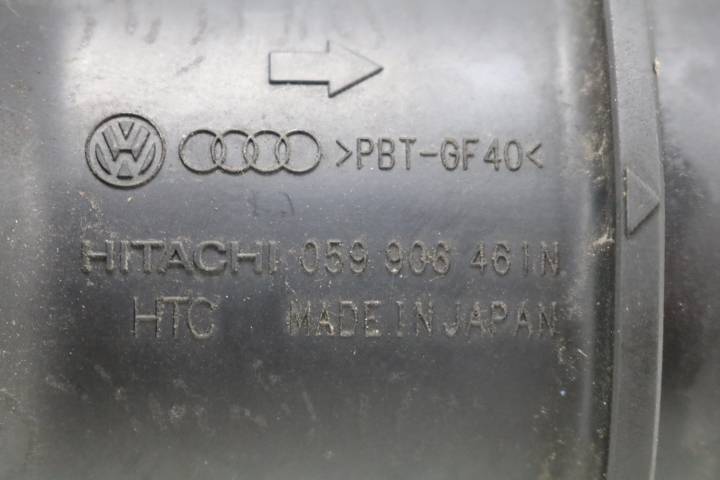 >PBT-GF40<
HITACHI 059 906 461N
HTC MADE IN JAPAN